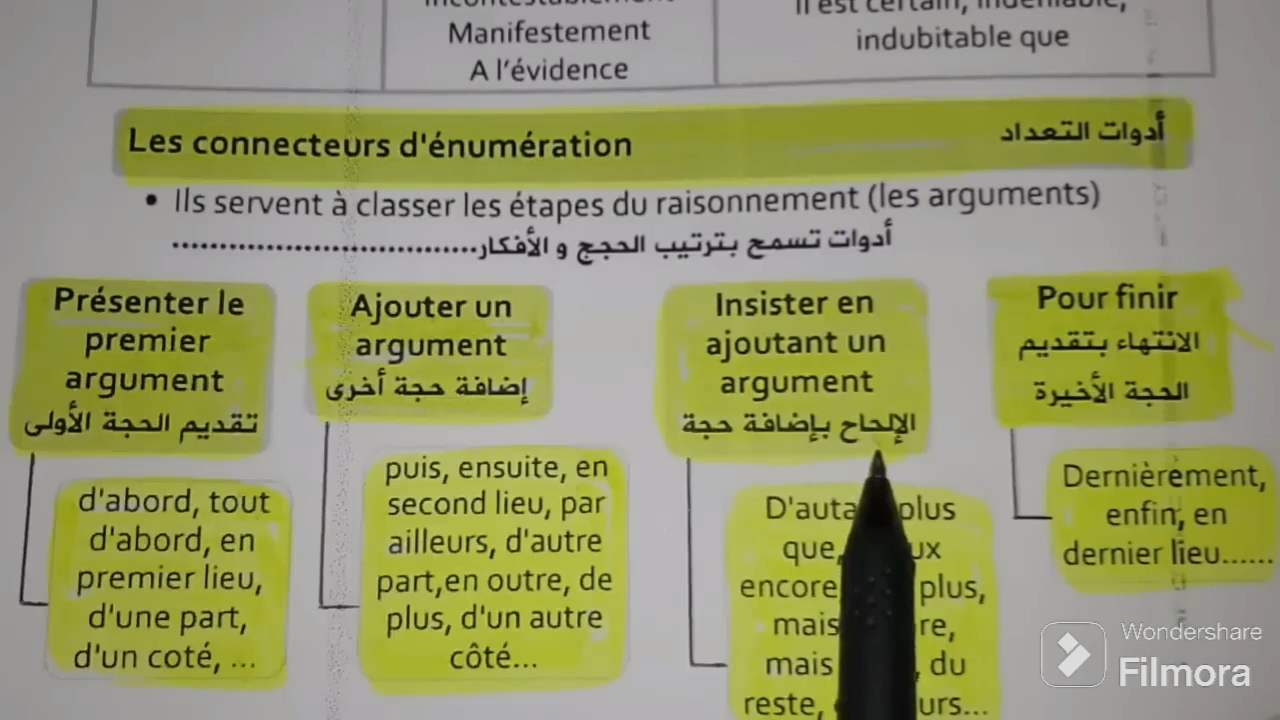 Manifestement
A l'évidence
indubitable que
Les connecteurs d'énumération
أدوات التعداد
• Ils servent à classer les étapes du raisonnement (les arguments)
أدوات تسمح بترتيب الحجج و الأفكار................................
Présenter le
premier
argument
تقديم الحجة الأولى
d'abord, tout
d'abord, en
premier lieu,
d'une part,
d'un coté, ...
Ajouter un
argument
إضافة حجة أخرى
puis, ensuite, en
second lieu, par
ailleurs, d'autre
part,en outre, de
plus, d'un autre
côté...
Insister en
ajoutant un
argument
الإلحاح بإضافة حجة
plus
que,
encore plus,
mais
mais du
reste,
Pour finir
الانتهاء بتقديم
الحجة الأخيرة
Dernièrement,
enfin, en
dernier lieu......
Wondershare
Filmora